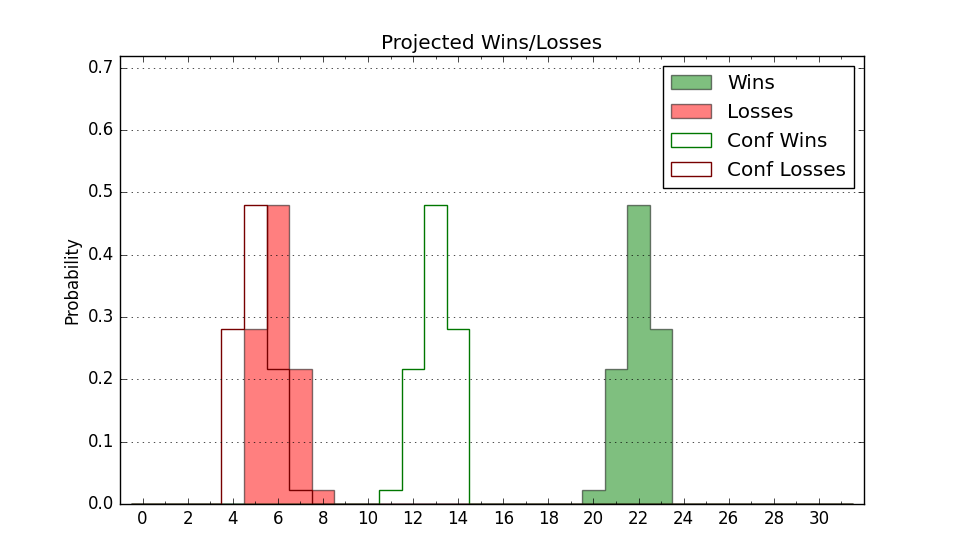 Projected Wins/Losses
0.7
0.6
0.5
0.4
0.3
0.2
0.1
0.0
Probability
Wins
Losses
Conf Wins
Conf Losses
0 2 4 6 8 10 12 14 16 18 20 22 24 26 28 30